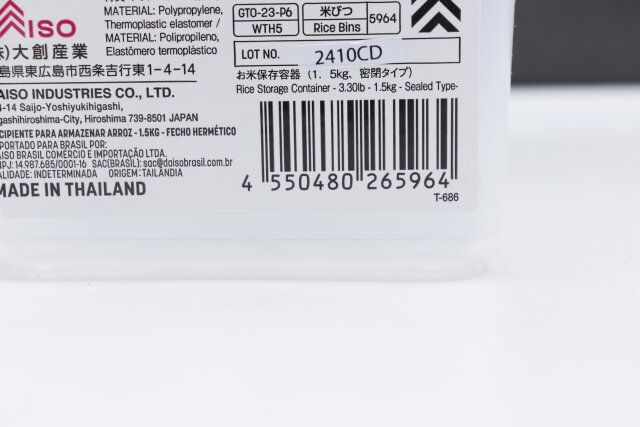 MATERIAL: Polypropylene,
Thermoplastic elastomer /
MATERIAL: Polipropileno,
Elastômero termoplástico
GTO-23-P6
WTH5
米びつ
Rice Bins
5964
LOT NO.
2410CD
ISO
大創産業
島県東広島市西条吉行東1-4-14
AISO INDUSTRIES CO., LTD.
-14 Saijo-Yoshiyukihigashi,
gashihiroshima-City, Hiroshima 739-8501 JAPAN
CIPIENTE PARA ARMAZENAR ARROZ - 1.5KG - FECHO HERMÉTICO
PORTADO PARA BRASIL POR:
AISO BRASIL COMÉRCIO E IMPORTAÇÃO LTDA.
PJ: 14.987.685/0001-16 SAC(BRASIL): sac@daisobrasil.com.br
ALIDADE: INDETERMINADA ORIGEM: TAILÂNDIA
MADE IN THAILAND
お米保存容器（1. 5kg、密閉タイプ）
Rice Storage Container - 3.30lb - 1.5kg - Sealed Type-
4 550480 265964
T-686